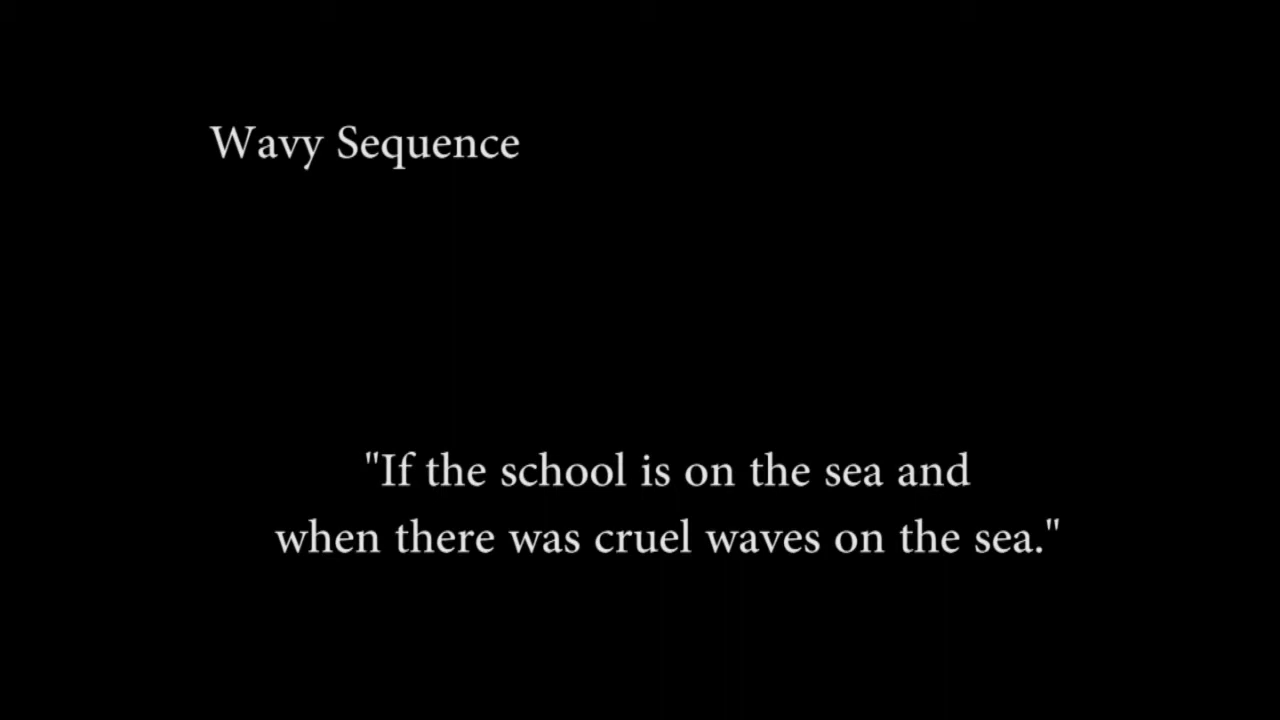 Wavy Sequence
"If the school is on the sea and
when there was cruel waves on the sea."